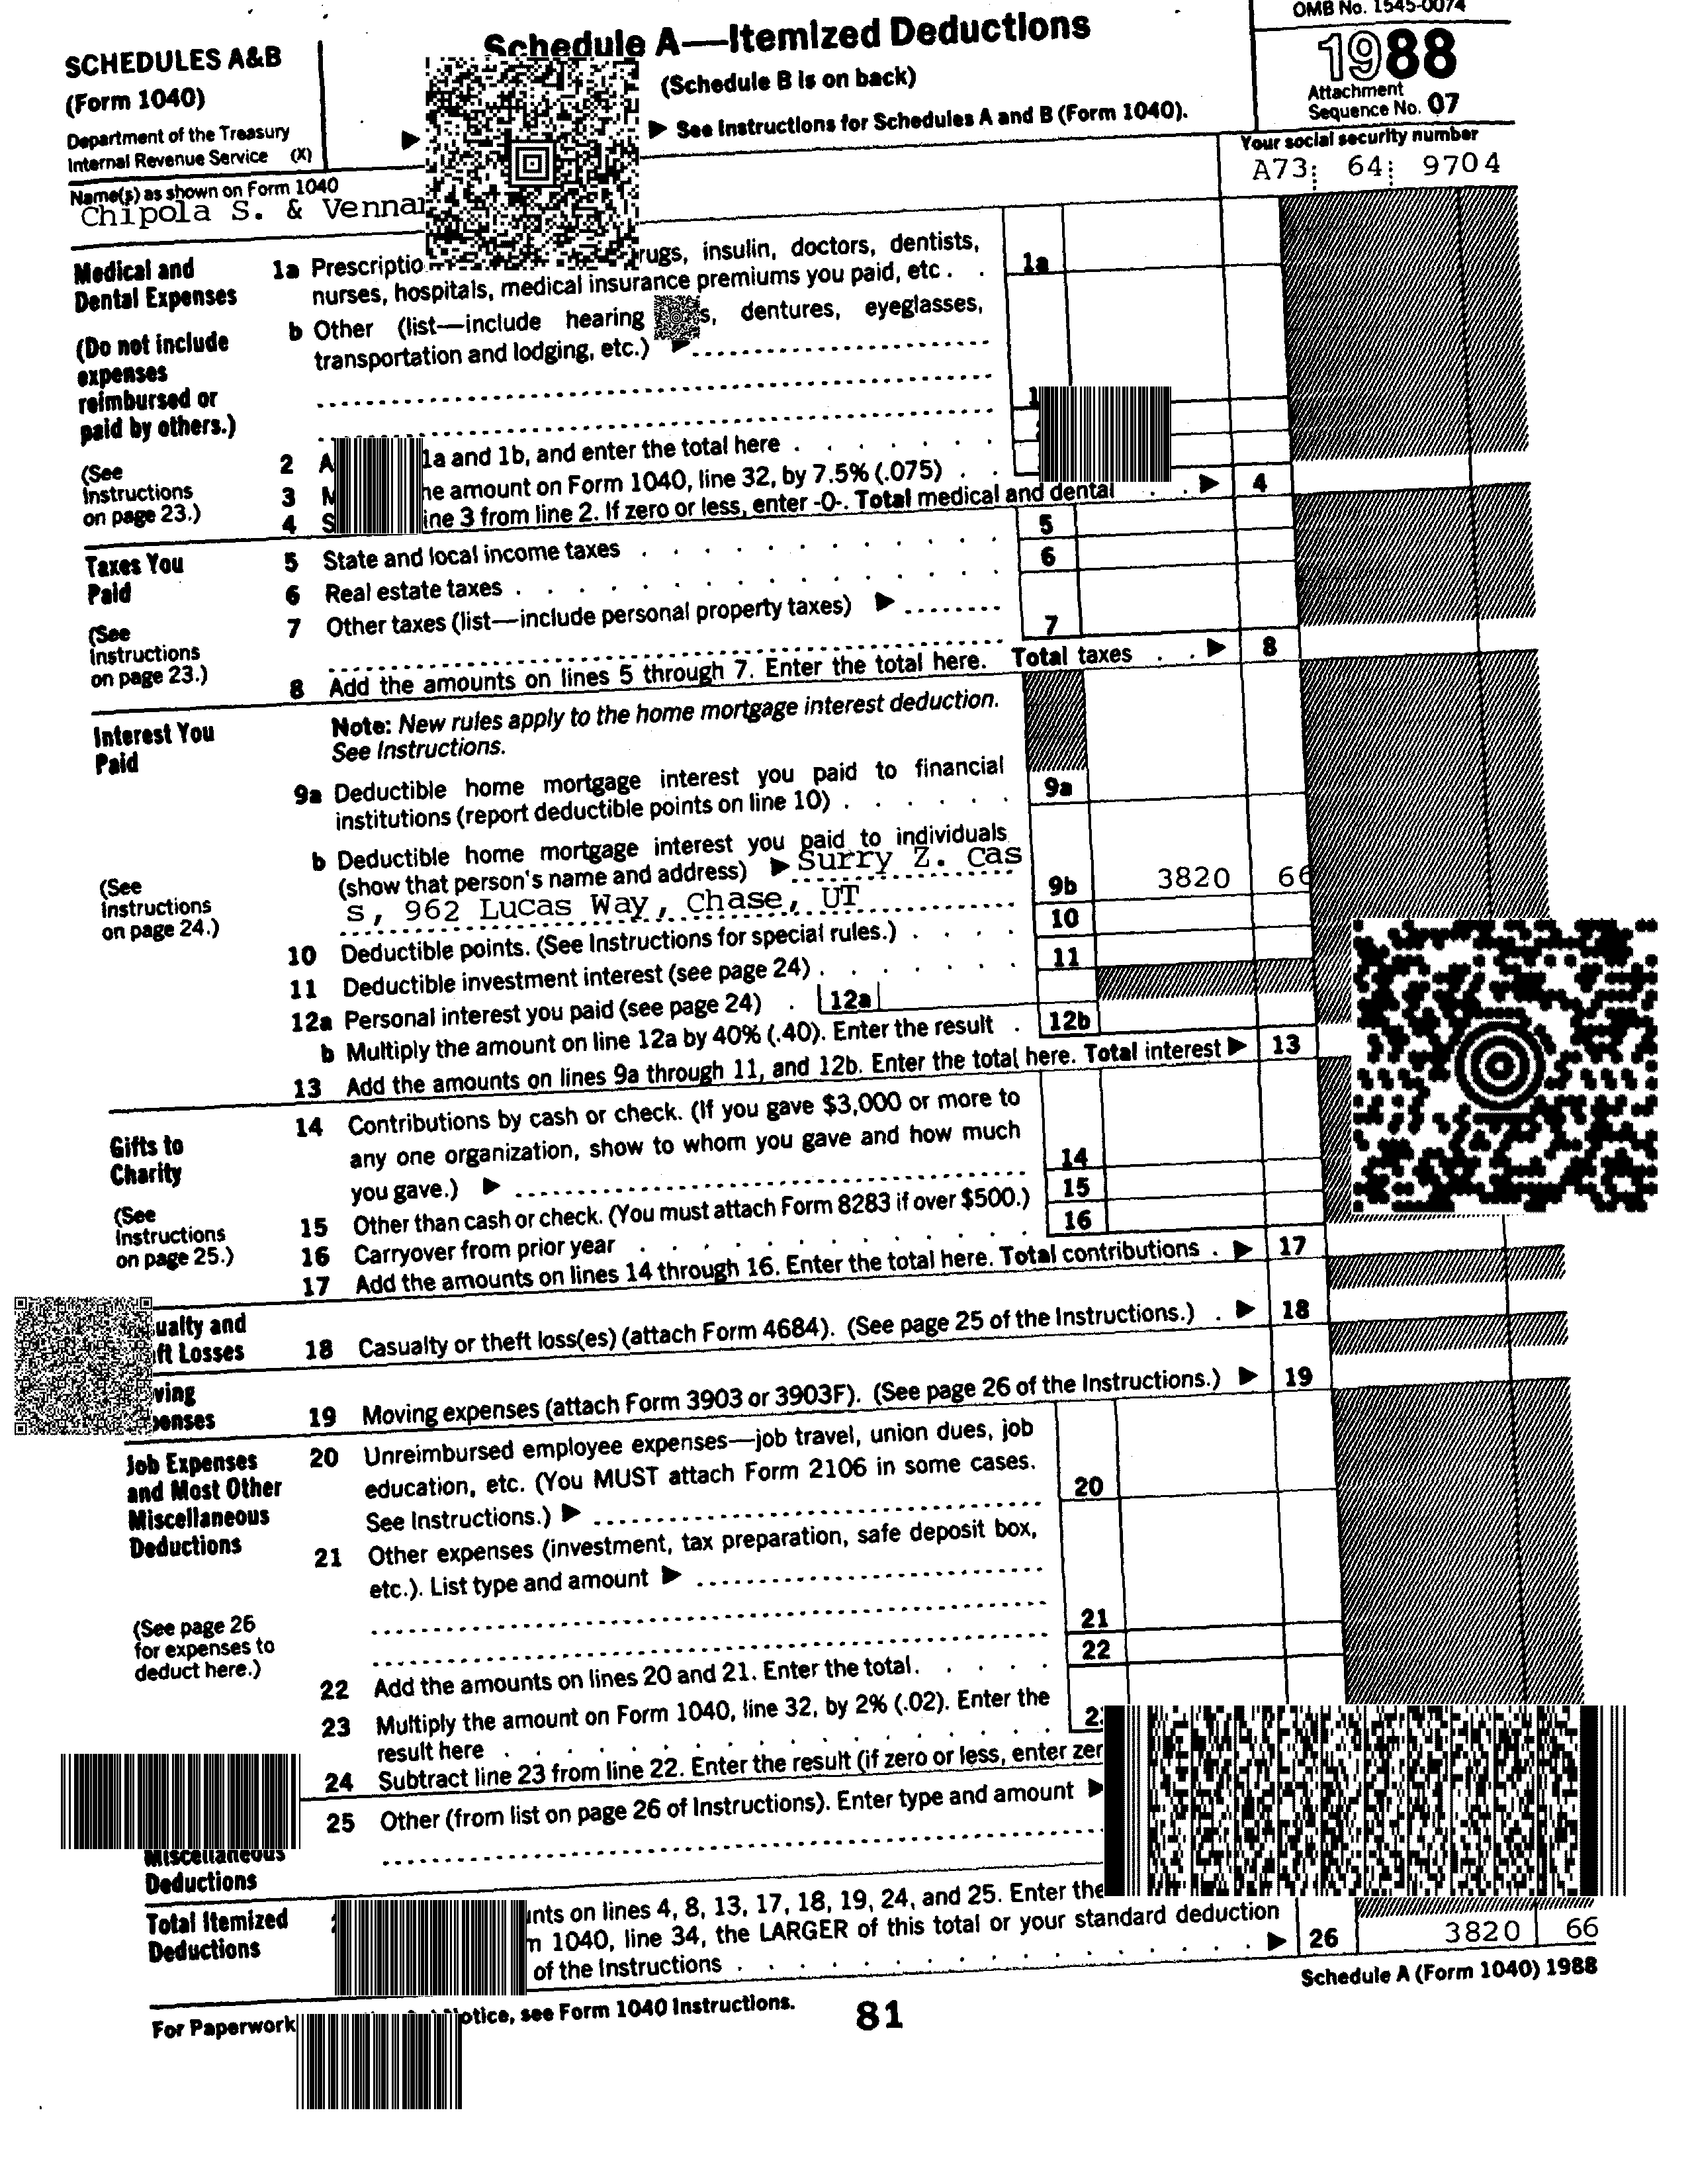 SCHEDULES A&B
(Form 1040)
Department of the Treasury
Internal Revenue Service (X)
Schedule A—Itemized Deductions
(Schedule B is on back)
▶ ▶ See Instructions for Schedules A and B (Form 1040).
OMB No. 1545-0074
1988
Attachment
Sequence No. 07
Name(s) as shown on Form 1040
Chipola S. & Vennar
Your social security number
A73 64 9704
Medical and
Dental Expenses
(Do not include
expenses
reimbursed or
paid by others.)
(See
Instructions
on page 23.)
1a Prescriptio rugs, insulin, doctors, dentists,
nurses, hospitals, medical insurance premiums you paid, etc . . 1a
b Other (list—include hearing s, dentures, eyeglasses,
transportation and lodging, etc.) ▶
2 A 1a and 1b, and enter the total here . . . . . . .
3 M he amount on Form 1040, line 32, by 7.5% (.075) . .
4 S ine 3 from line 2. If zero or less, enter -0-. Total medical and dental . . ▶ 4
Taxes You
Paid
(See
Instructions
on page 23.)
5 State and local income taxes . . . . . . . . . . . . 5
6 Real estate taxes . . . . . . . . . . . . . . . 6
7 Other taxes (list—include personal property taxes) ▶
7
8 Add the amounts on lines 5 through 7. Enter the total here. Total taxes . . ▶ 8
Interest You
Paid
(See
Instructions
on page 24.)
Note: New rules apply to the home mortgage interest deduction.
See Instructions.
9a Deductible home mortgage interest you paid to financial
institutions (report deductible points on line 10) . . . . . . 9a
b Deductible home mortgage interest you paid to individuals
(show that person's name and address) ▶ Surry Z. Cas
s, 962 Lucas Way, Chase, UT 9b 3820 66
10 Deductible points. (See Instructions for special rules.) . . . . 10
11 Deductible investment interest (see page 24) . . . . . . . 11
12a Personal interest you paid (see page 24) . 12a
b Multiply the amount on line 12a by 40% (.40). Enter the result . 12b
13 Add the amounts on lines 9a through 11, and 12b. Enter the total here. Total interest ▶ 13
Gifts to
Charity
(See
Instructions
on page 25.)
14 Contributions by cash or check. (If you gave $3,000 or more to
any one organization, show to whom you gave and how much
you gave.) ▶ 14
15 Other than cash or check. (You must attach Form 8283 if over $500.) 15
16 Carryover from prior year . . . . . . . . . . . . . 16
17 Add the amounts on lines 14 through 16. Enter the total here. Total contributions . ▶ 17
ualty and
ft Losses
18 Casualty or theft loss(es) (attach Form 4684). (See page 25 of the Instructions.) . ▶ 18
ving
penses
19 Moving expenses (attach Form 3903 or 3903F). (See page 26 of the Instructions.) ▶ 19
Job Expenses
and Most Other
Miscellaneous
Deductions
(See page 26
for expenses to
deduct here.)
20 Unreimbursed employee expenses—job travel, union dues, job
education, etc. (You MUST attach Form 2106 in some cases.
See Instructions.) ▶ 20
21 Other expenses (investment, tax preparation, safe deposit box,
etc.). List type and amount ▶
21
22 Add the amounts on lines 20 and 21. Enter the total. . . . . 22
23 Multiply the amount on Form 1040, line 32, by 2% (.02). Enter the
result here . . . . . . . . . . . . . . .
24 Subtract line 23 from line 22. Enter the result (if zero or less, enter zer
Miscellaneous
Deductions
25 Other (from list on page 26 of Instructions). Enter type and amount ▶
Total Itemized
Deductions
nts on lines 4, 8, 13, 17, 18, 19, 24, and 25. Enter the
m 1040, line 34, the LARGER of this total or your standard deduction
of the Instructions . . . . . . . . . . . . . . ▶ 26 3820 66
For Paperwork otice, see Form 1040 Instructions.
81
Schedule A (Form 1040) 1988